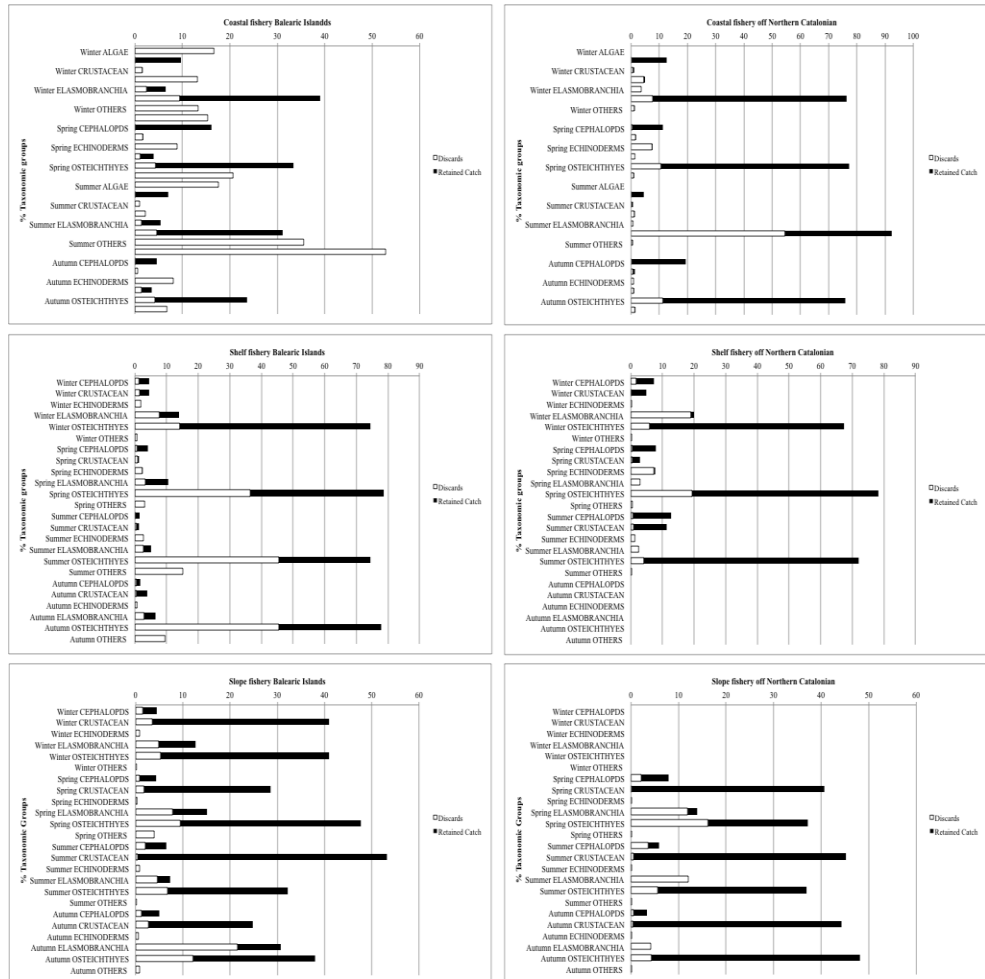 Coastal fishery Balearic Islandds
0 10 20 30 40 50 60
% Taxonomic groups
Winter ALGAE
Winter CRUSTACEAN
Winter ELASMOBRANCHIA
Winter OTHERS
Spring CEPHALOPDS
Spring ECHINODERMS
Spring OSTEICHTHYES
Summer ALGAE
Summer CRUSTACEAN
Summer ELASMOBRANCHIA
Summer OTHERS
Autumn CEPHALOPDS
Autumn ECHINODERMS
Autumn OSTEICHTHYES
Discards
Retained Catch
Coastal fishery off Northern Catalonian
0 10 20 30 40 50 60 70 80 90 100
% Taxonomic groups
Winter ALGAE
Winter CRUSTACEAN
Winter ELASMOBRANCHIA
Winter OTHERS
Spring CEPHALOPDS
Spring ECHINODERMS
Spring OSTEICHTHYES
Summer ALGAE
Summer CRUSTACEAN
Summer ELASMOBRANCHIA
Summer OTHERS
Autumn CEPHALOPDS
Autumn ECHINODERMS
Autumn OSTEICHTHYES
Discards
Retained Catch
Shelf fishery Balearic Islands
0 10 20 30 40 50 60 70 80 90
% Taxonomic groups
Winter CEPHALOPDS
Winter CRUSTACEAN
Winter ECHINODERMS
Winter ELASMOBRANCHIA
Winter OSTEICHTHYES
Winter OTHERS
Spring CEPHALOPDS
Spring CRUSTACEAN
Spring ECHINODERMS
Spring ELASMOBRANCHIA
Spring OSTEICHTHYES
Spring OTHERS
Summer CEPHALOPDS
Summer CRUSTACEAN
Summer ECHINODERMS
Summer ELASMOBRANCHIA
Summer OSTEICHTHYES
Summer OTHERS
Autumn CEPHALOPDS
Autumn CRUSTACEAN
Autumn ECHINODERMS
Autumn ELASMOBRANCHIA
Autumn OSTEICHTHYES
Autumn OTHERS
Discards
Retained Catch
Shelf fishery off Northern Catalonian
0 10 20 30 40 50 60 70 80 90
% Taxonomic groups
Winter CEPHALOPDS
Winter CRUSTACEAN
Winter ECHINODERMS
Winter ELASMOBRANCHIA
Winter OSTEICHTHYES
Winter OTHERS
Spring CEPHALOPDS
Spring CRUSTACEAN
Spring ECHINODERMS
Spring ELASMOBRANCHIA
Spring OSTEICHTHYES
Spring OTHERS
Summer CEPHALOPDS
Summer CRUSTACEAN
Summer ECHINODERMS
Summer ELASMOBRANCHIA
Summer OSTEICHTHYES
Summer OTHERS
Autumn CEPHALOPDS
Autumn CRUSTACEAN
Autumn ECHINODERMS
Autumn ELASMOBRANCHIA
Autumn OSTEICHTHYES
Autumn OTHERS
Discards
Retained Catch
Slope fishery Balearic Islands
0 10 20 30 40 50 60
% Taxonomic Groups
Winter CEPHALOPDS
Winter CRUSTACEAN
Winter ECHINODERMS
Winter ELASMOBRANCHIA
Winter OSTEICHTHYES
Winter OTHERS
Spring CEPHALOPDS
Spring CRUSTACEAN
Spring ECHINODERMS
Spring ELASMOBRANCHIA
Spring OSTEICHTHYES
Spring OTHERS
Summer CEPHALOPDS
Summer CRUSTACEAN
Summer ECHINODERMS
Summer ELASMOBRANCHIA
Summer OSTEICHTHYES
Summer OTHERS
Autumn CEPHALOPDS
Autumn CRUSTACEAN
Autumn ECHINODERMS
Autumn ELASMOBRANCHIA
Autumn OSTEICHTHYES
Autumn OTHERS
Discards
Retained Catch
Slope fishery off Northern Catalonian
0 10 20 30 40 50 60
% Taxonomic Groups
Winter CEPHALOPDS
Winter CRUSTACEAN
Winter ECHINODERMS
Winter ELASMOBRANCHIA
Winter OSTEICHTHYES
Winter OTHERS
Spring CEPHALOPDS
Spring CRUSTACEAN
Spring ECHINODERMS
Spring ELASMOBRANCHIA
Spring OSTEICHTHYES
Spring OTHERS
Summer CEPHALOPDS
Summer CRUSTACEAN
Summer ECHINODERMS
Summer ELASMOBRANCHIA
Summer OSTEICHTHYES
Summer OTHERS
Autumn CEPHALOPDS
Autumn CRUSTACEAN
Autumn ECHINODERMS
Autumn ELASMOBRANCHIA
Autumn OSTEICHTHYES
Autumn OTHERS
Discards
Retained Catch